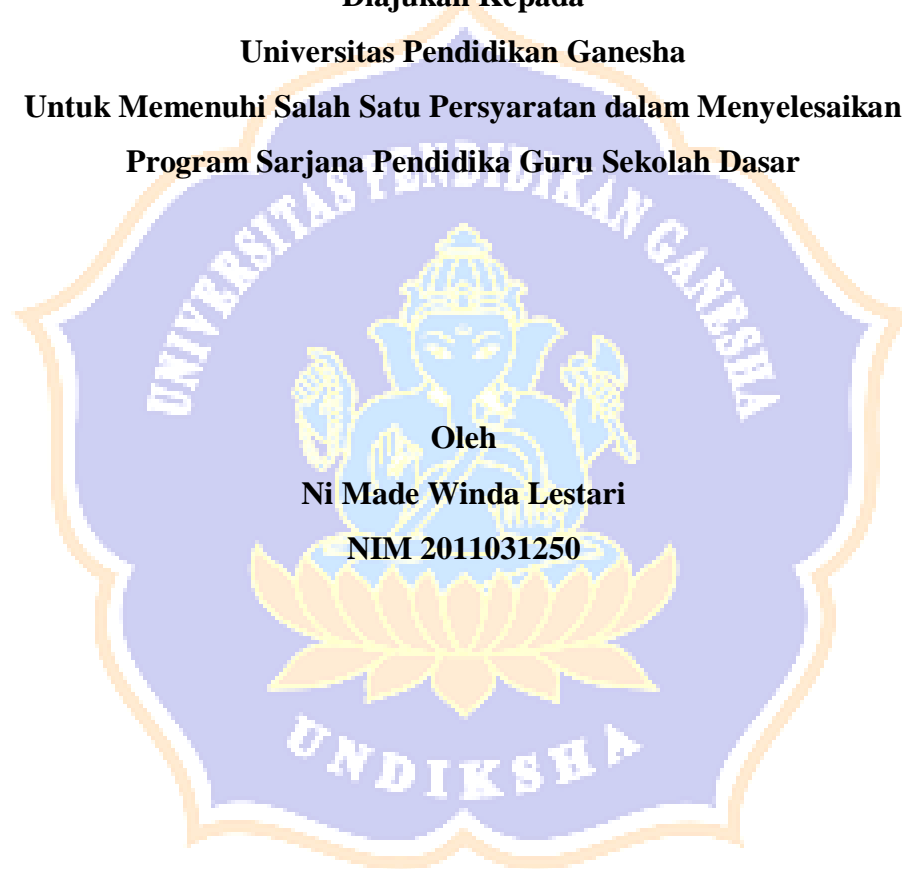 Diajukan Kepada
Universitas Pendidikan Ganesha
Untuk Memenuhi Salah Satu Persyaratan dalam Menyelesaikan
Program Sarjana Pendidika Guru Sekolah Dasar
UNIVERSITAS PENDIDIKAN GANESHA
Oleh
Ni Made Winda Lestari
NIM 2011031250
UNDIKSHA